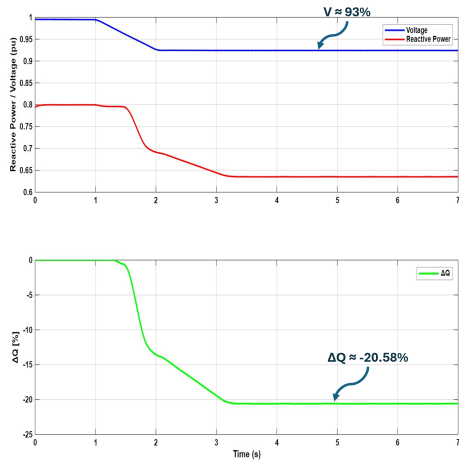 V ≈ 93%
1
0.95
0.9
0.85
0.8
0.75
0.7
0.65
0.6
Reactive Power / Voltage (pu)
Voltage
Reactive Power
0 1 2 3 4 5 6 7
0
-5
-10
-15
-20
-25
ΔQ [%]
ΔQ
ΔQ ≈ -20.58%
0 1 2 3 4 5 6 7
Time (s)